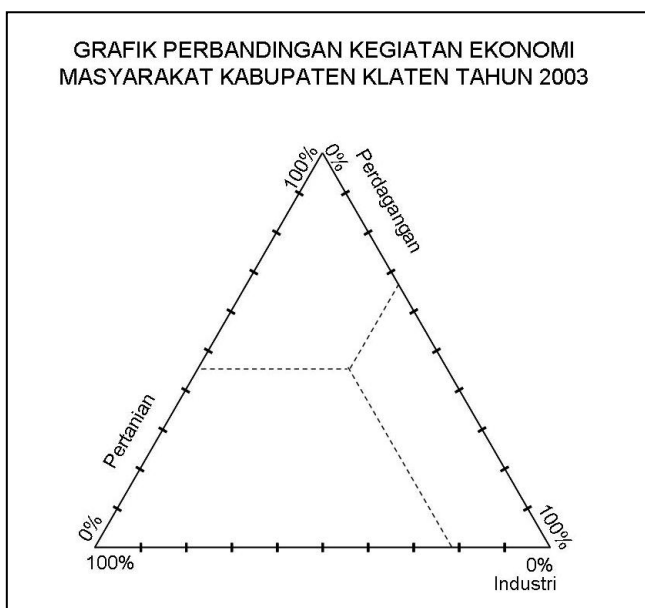 GRAFIK PERBANDINGAN KEGIATAN EKONOMI
MASYARAKAT KABUPATEN KLATEN TAHUN 2003
100%
0%
Perdagangan
Pertanian
0%
100%
100%
0%
Industri